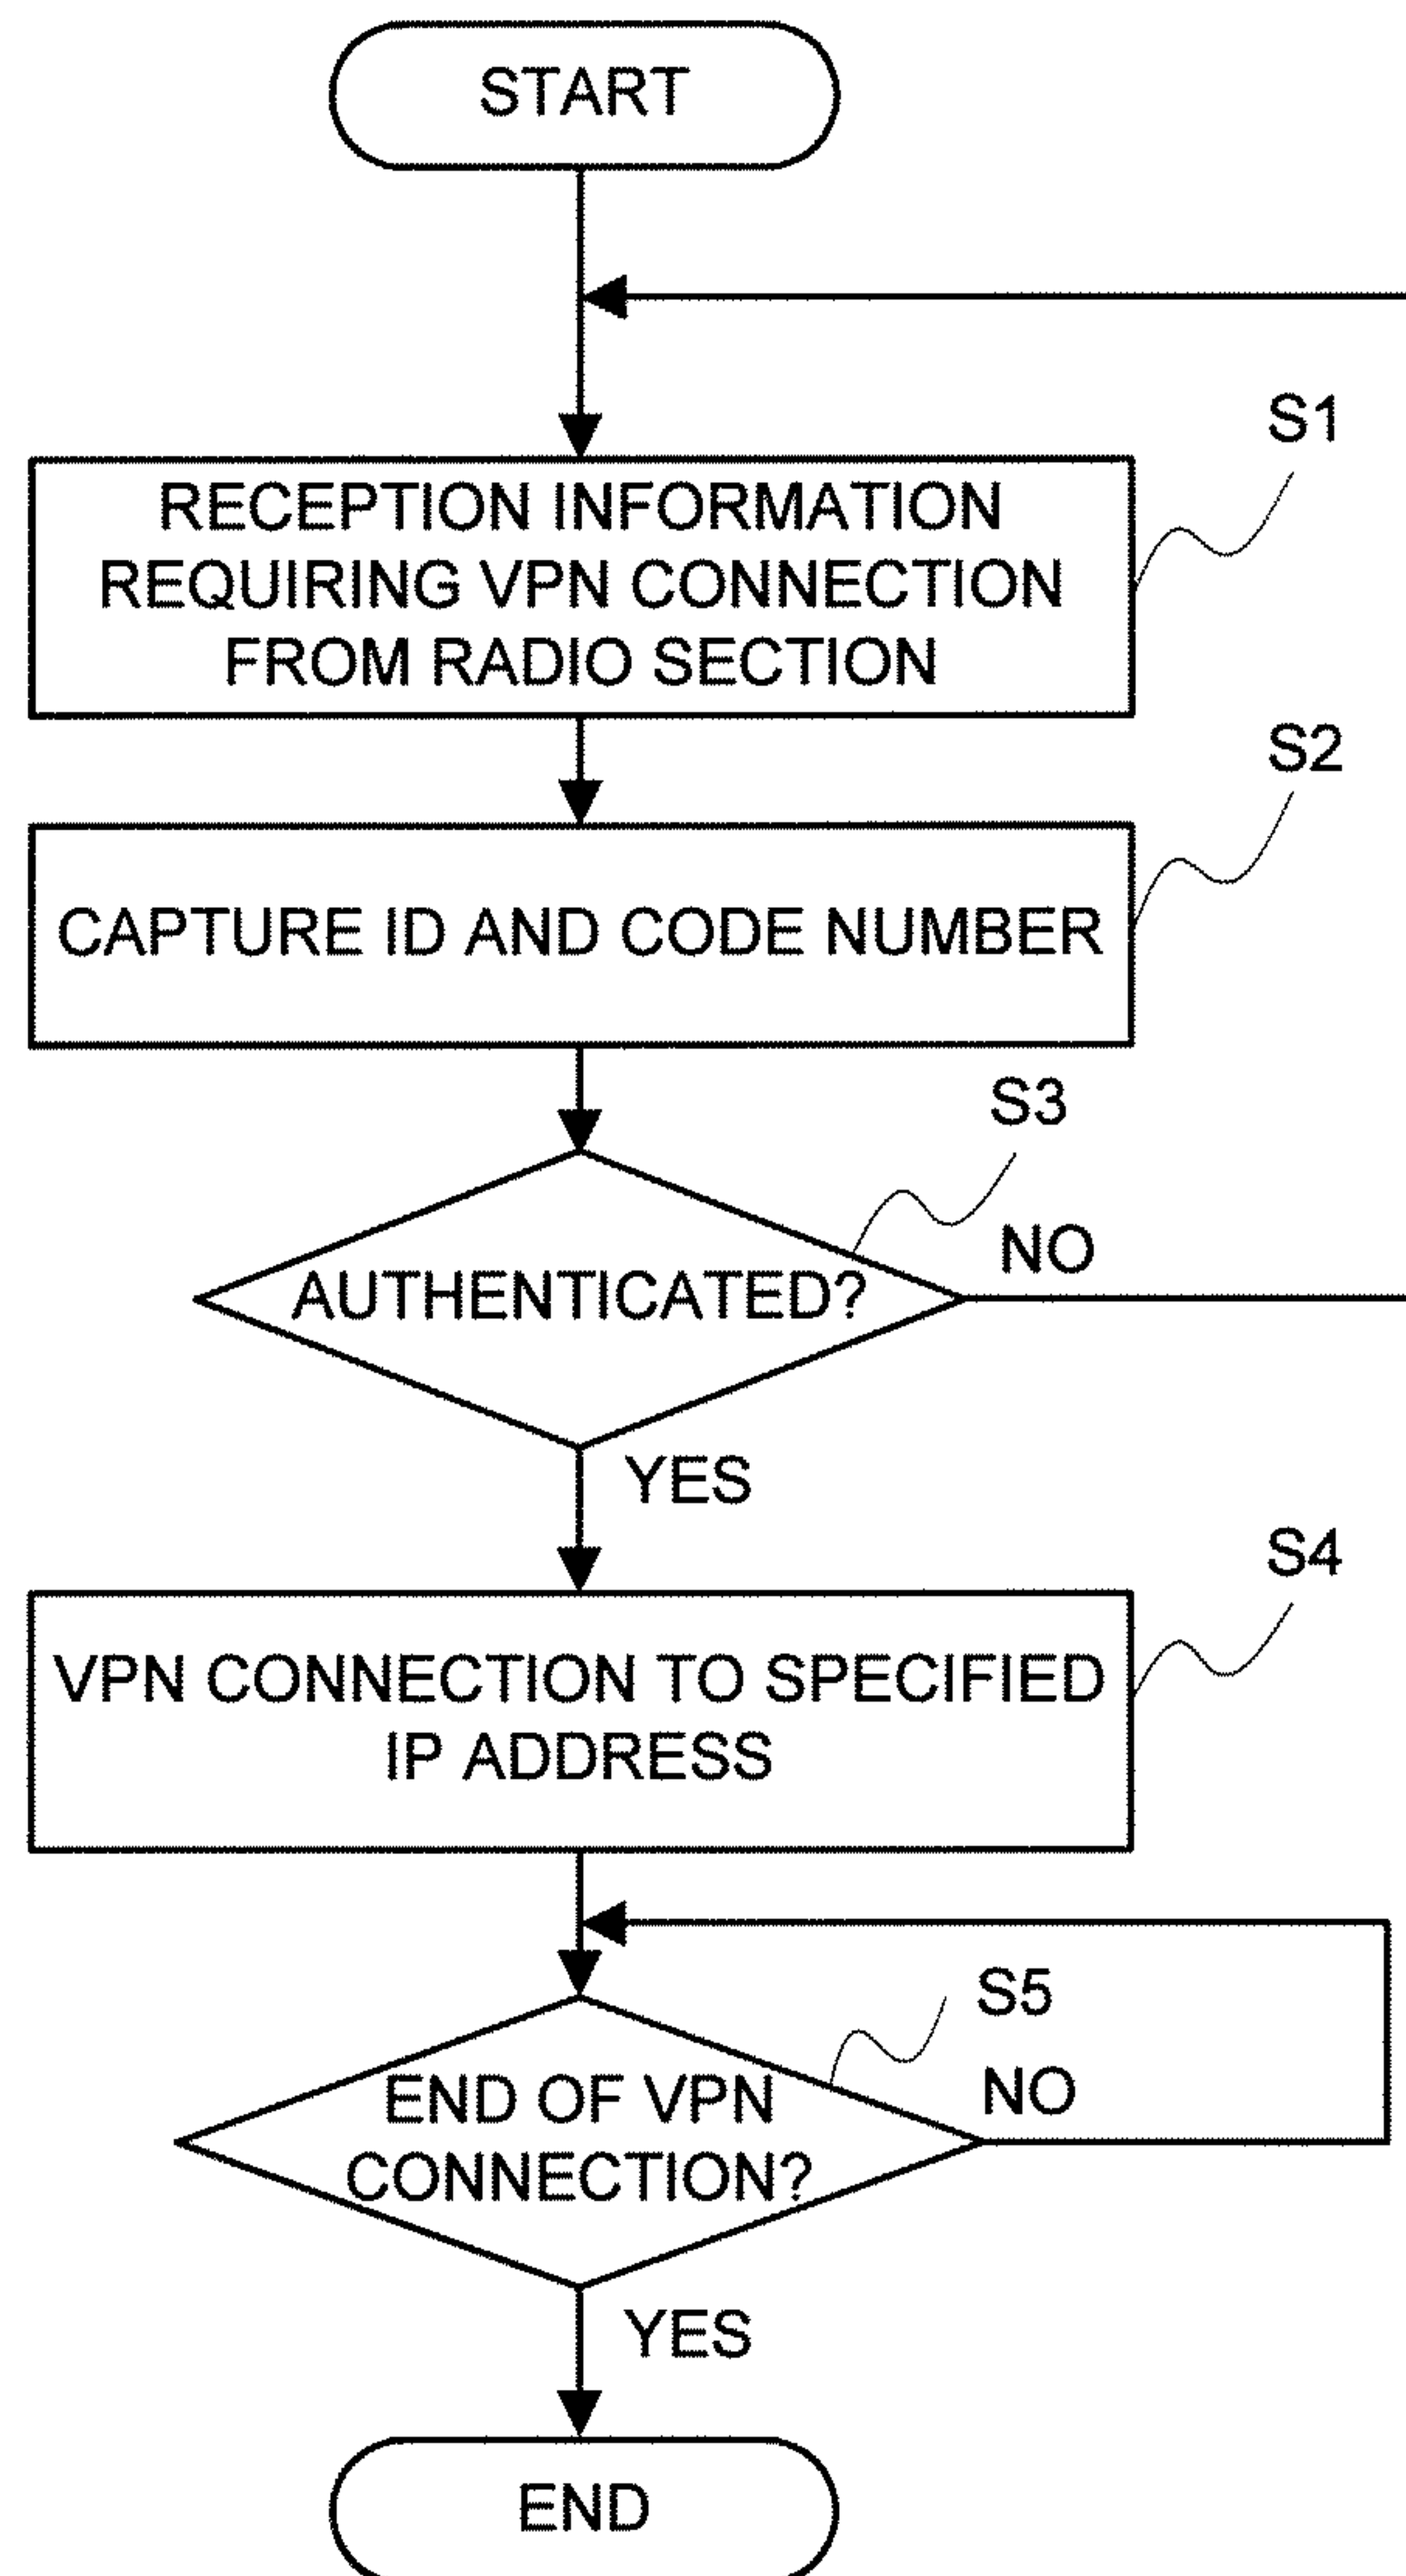 START
S1
RECEPTION INFORMATION
REQUIRING VPN CONNECTION
FROM RADIO SECTION
S2
CAPTURE ID AND CODE NUMBER
S3
NO
AUTHENTICATED?
YES
S4
VPN CONNECTION TO SPECIFIED
IP ADDRESS
S5
NO
END OF VPN
CONNECTION?
YES
END